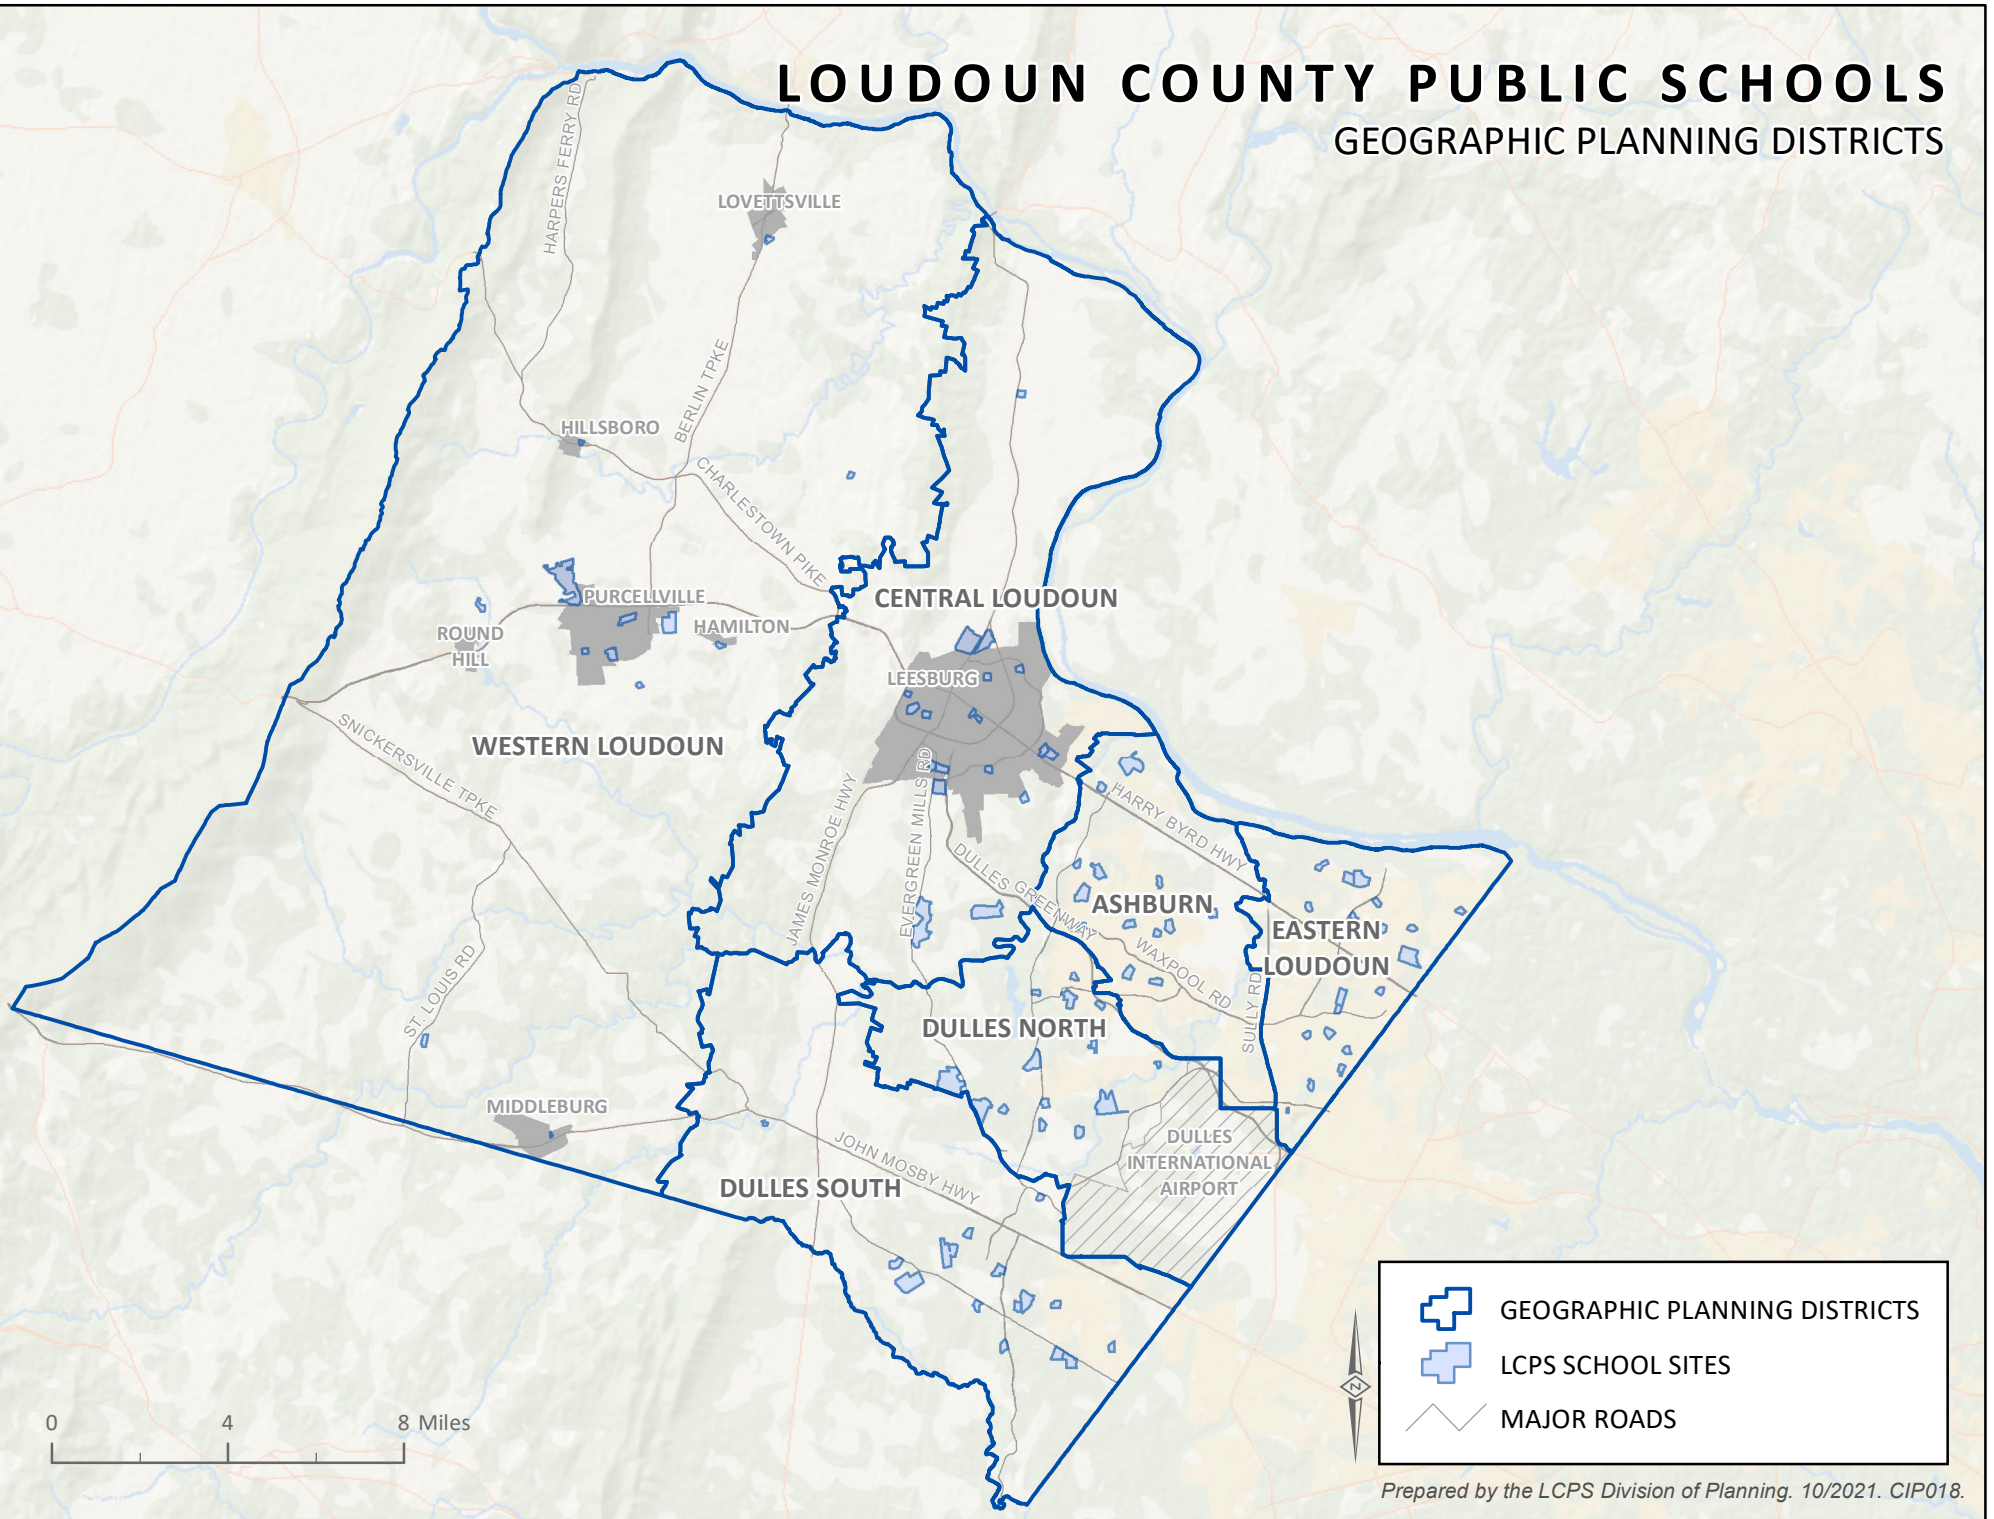 LOUDOUN COUNTY PUBLIC SCHOOLS
GEOGRAPHIC PLANNING DISTRICTS
HARPERS FERRY RD
LOVETTSVILLE
BERLIN TPKE
HILLSBORO
CHARLESTOWN PIKE
PURCELLVILLE
CENTRAL LOUDOUN
ROUND
HILL
HAMILTON
LEESBURG
SNICKERSVILLE TPKE
WESTERN LOUDOUN
JAMES MONROE HWY
EVERGREEN MILLS RD
HARRY BYRD HWY
DULLES GREENWAY
ASHBURN
EASTERN
LOUDOUN
WAXPOOL RD
SULLY RD
ST. LOUIS RD
DULLES NORTH
MIDDLEBURG
DULLES
INTERNATIONAL
AIRPORT
JOHN MOSBY HWY
DULLES SOUTH
GEOGRAPHIC PLANNING DISTRICTS
LCPS SCHOOL SITES
MAJOR ROADS
N
0 4 8 Miles
Prepared by the LCPS Division of Planning. 10/2021. CIP018.